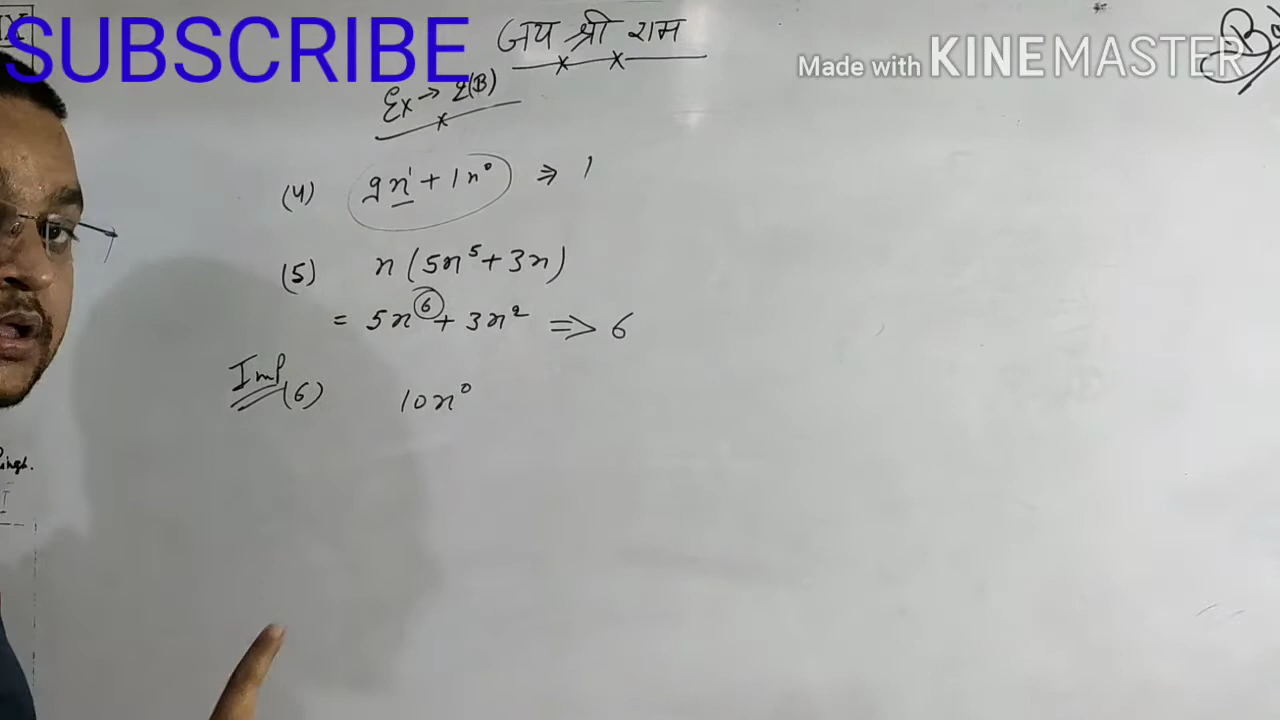 SUBSCRIBE
जय श्री राम
Made with KINEMASTER
Ex → 2(B)
(4) 2x¹ + 1x⁰ ⇒ 1
(5) x(5x⁵ + 3x)
= 5x⁶ + 3x² ⇒ 6
Imp
(6) 10x⁰